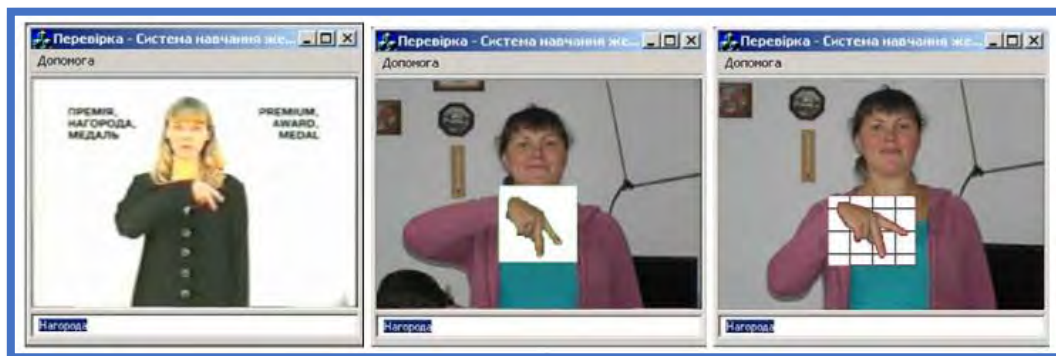 Перевірка - Система навчання же...
Допомога
ПРЕМІЯ,
НАГОРОДА,
МЕДАЛЬ
PREMIUM,
AWARD,
MEDAL
Нагорода
Перевірка - Система навчання же...
Допомога
Нагорода
Перевірка - Система навчання же...
Допомога
Нагорода